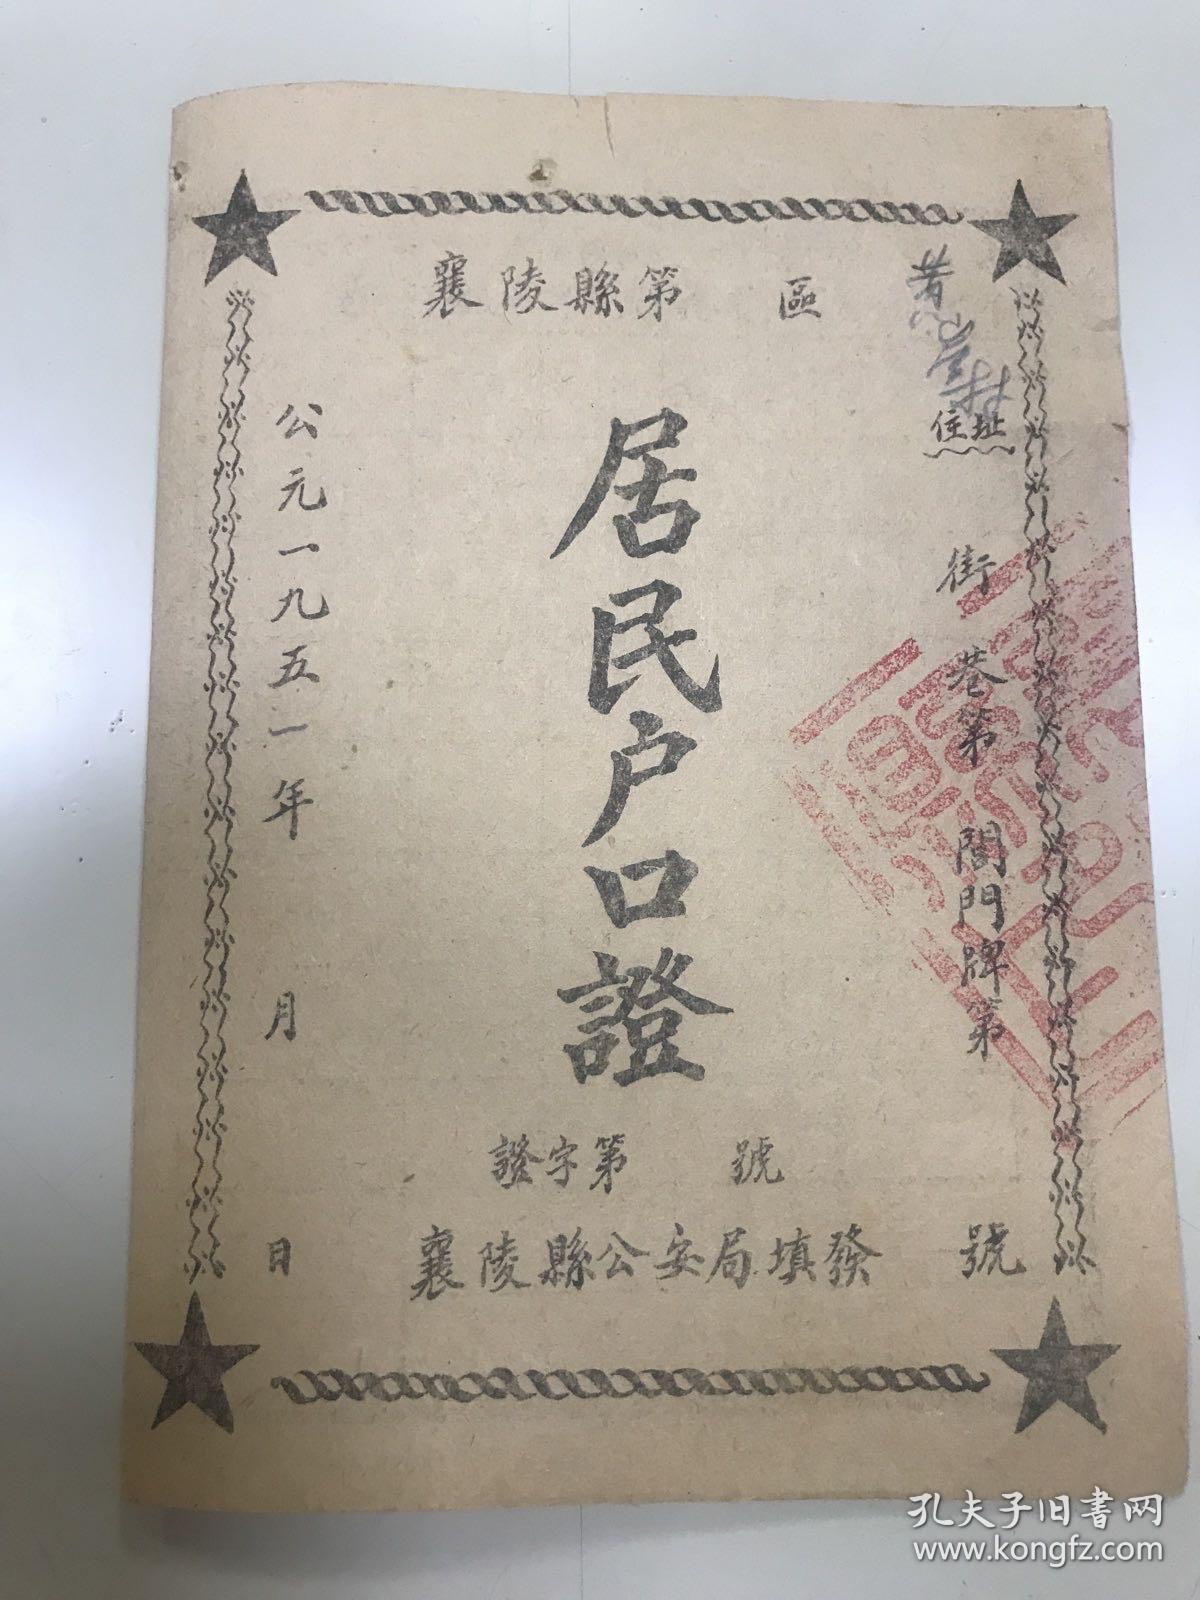 襄陵縣第 區
住址
街 巷第 閭門牌第 號
居民户口證
證字第 號
襄陵縣公安局填發
公元一九五一年 月 日
孔夫子旧書网
www.kongfz.com